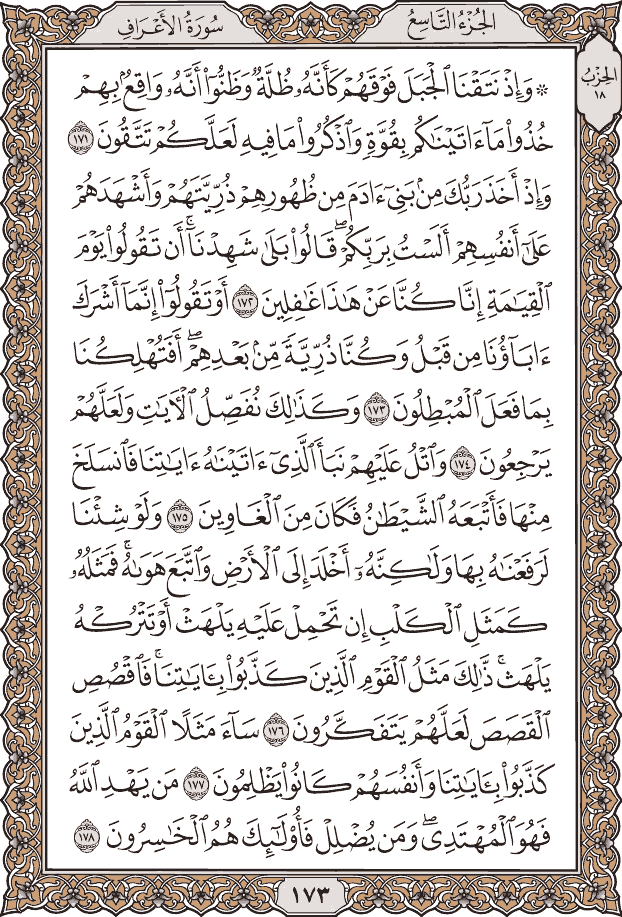 الجُزْءُ التَّاسِعُ
سُورَةُ الأَعْرَافِ
الحِزْبُ
١٨
۞ وَإِذْ نَتَقْنَا ٱلْجَبَلَ فَوْقَهُمْ كَأَنَّهُۥ ظُلَّةٌ وَظَنُّوٓا۟ أَنَّهُۥ وَاقِعٌۢ بِهِمْ
خُذُوا۟ مَآ ءَاتَيْنَـٰكُم بِقُوَّةٍ وَٱذْكُرُوا۟ مَا فِيهِ لَعَلَّكُمْ تَتَّقُونَ ١٧١
وَإِذْ أَخَذَ رَبُّكَ مِنۢ بَنِىٓ ءَادَمَ مِن ظُهُورِهِمْ ذُرِّيَّتَهُمْ وَأَشْهَدَهُمْ
عَلَىٰٓ أَنفُسِهِمْ أَلَسْتُ بِرَبِّكُمْ ۖ قَالُوا۟ بَلَىٰ شَهِدْنَآ ۚ أَن تَقُولُوا۟ يَوْمَ
ٱلْقِيَـٰمَةِ إِنَّا كُنَّا عَنْ هَـٰذَا غَـٰفِلِينَ ١٧٢ أَوْ تَقُولُوٓا۟ إِنَّمَآ أَشْرَكَ
ءَابَآؤُنَا مِن قَبْلُ وَكُنَّا ذُرِّيَّةً مِّنۢ بَعْدِهِمْ ۖ أَفَتُهْلِكُنَا
بِمَا فَعَلَ ٱلْمُبْطِلُونَ ١٧٣ وَكَذَٰلِكَ نُفَصِّلُ ٱلْـَٔايَـٰتِ وَلَعَلَّهُمْ
يَرْجِعُونَ ١٧٤ وَٱتْلُ عَلَيْهِمْ نَبَأَ ٱلَّذِىٓ ءَاتَيْنَـٰهُ ءَايَـٰتِنَا فَٱنسَلَخَ
مِنْهَا فَأَتْبَعَهُ ٱلشَّيْطَـٰنُ فَكَانَ مِنَ ٱلْغَاوِينَ ١٧٥ وَلَوْ شِئْنَا
لَرَفَعْنَـٰهُ بِهَا وَلَـٰكِنَّهُۥٓ أَخْلَدَ إِلَى ٱلْأَرْضِ وَٱتَّبَعَ هَوَىٰهُ ۚ فَمَثَلُهُۥ
كَمَثَلِ ٱلْكَلْبِ إِن تَحْمِلْ عَلَيْهِ يَلْهَثْ أَوْ تَتْرُكْهُ
يَلْهَث ۚ ذَّٰلِكَ مَثَلُ ٱلْقَوْمِ ٱلَّذِينَ كَذَّبُوا۟ بِـَٔايَـٰتِنَا ۚ فَٱقْصُصِ
ٱلْقَصَصَ لَعَلَّهُمْ يَتَفَكَّرُونَ ١٧٦ سَآءَ مَثَلًا ٱلْقَوْمُ ٱلَّذِينَ
كَذَّبُوا۟ بِـَٔايَـٰتِنَا وَأَنفُسَهُمْ كَانُوا۟ يَظْلِمُونَ ١٧٧ مَن يَهْدِ ٱللَّهُ
فَهُوَ ٱلْمُهْتَدِى ۖ وَمَن يُضْلِلْ فَأُو۟لَـٰٓئِكَ هُمُ ٱلْخَـٰسِرُونَ ١٧٨
١٧٣